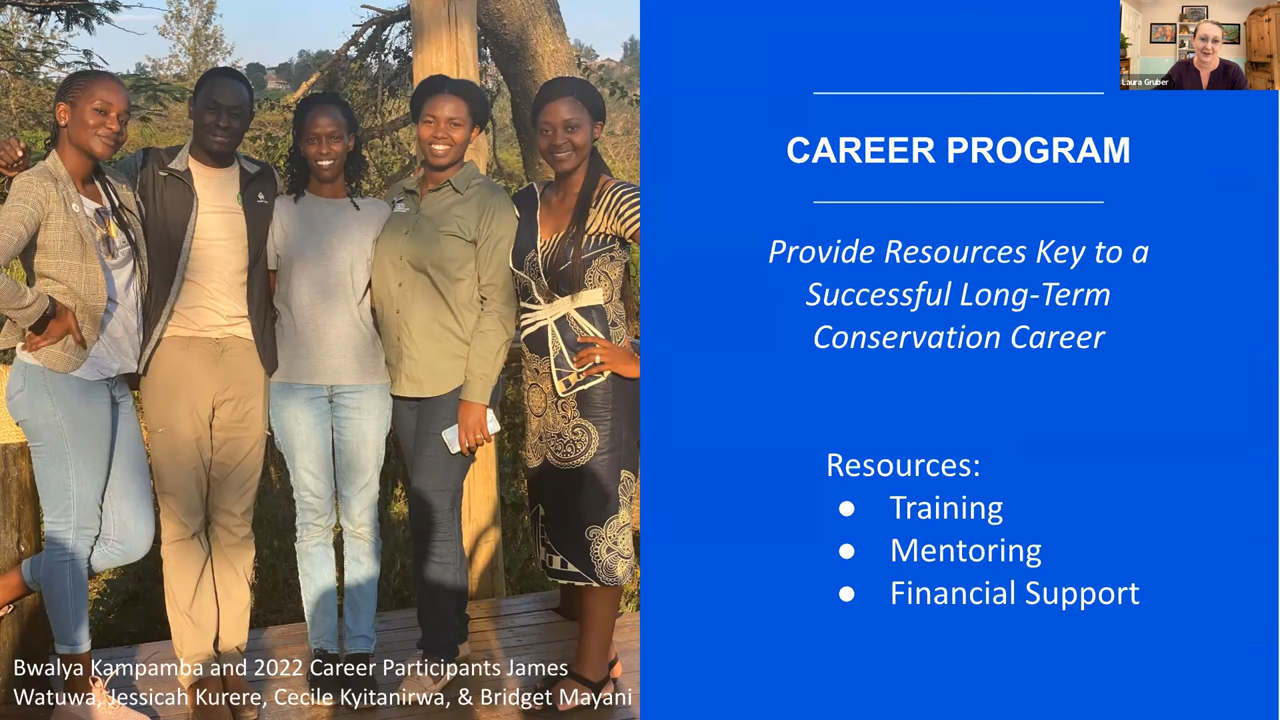 Laura Gruber
CAREER PROGRAM
Provide Resources Key to a
Successful Long-Term
Conservation Career
Resources:
● Training
● Mentoring
● Financial Support
Bwalya Kampamba and 2022 Career Participants James
Watuwa, Jessicah Kurere, Cecile Kyitanirwa, & Bridget Mayani